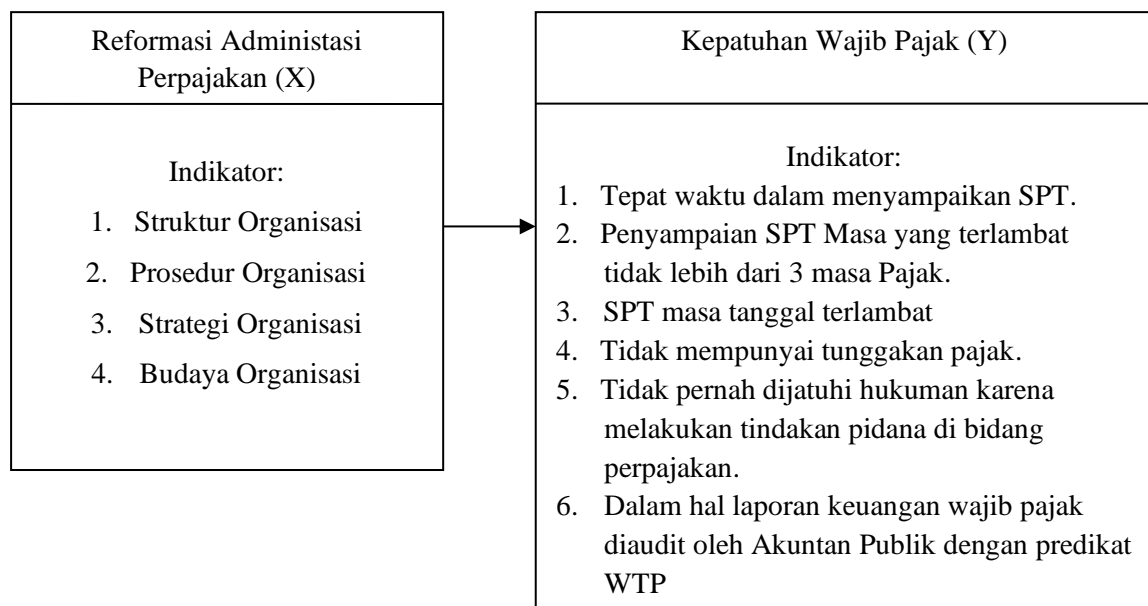 Reformasi Administasi
Perpajakan (X)
Indikator:
1. Struktur Organisasi
2. Prosedur Organisasi
3. Strategi Organisasi
4. Budaya Organisasi
Kepatuhan Wajib Pajak (Y)
Indikator:
1. Tepat waktu dalam menyampaikan SPT.
2. Penyampaian SPT Masa yang terlambat
tidak lebih dari 3 masa Pajak.
3. SPT masa tanggal terlambat
4. Tidak mempunyai tunggakan pajak.
5. Tidak pernah dijatuhi hukuman karena
melakukan tindakan pidana di bidang
perpajakan.
6. Dalam hal laporan keuangan wajib pajak
diaudit oleh Akuntan Publik dengan predikat
WTP